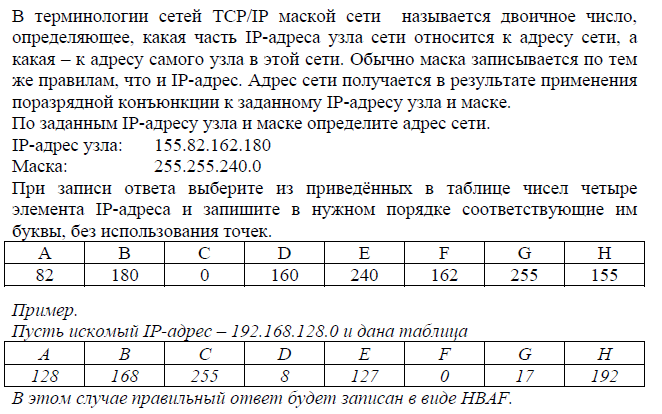 В терминологии сетей TCP/IP маской сети называется двоичное число,
определяющее, какая часть IP-адреса узла сети относится к адресу сети, а
какая – к адресу самого узла в этой сети. Обычно маска записывается по тем
же правилам, что и IP-адрес. Адрес сети получается в результате применения
поразрядной конъюнкции к заданному IP-адресу узла и маске.
По заданным IP-адресу узла и маске определите адрес сети.
IP-адрес узла: 155.82.162.180
Маска: 255.255.240.0
При записи ответа выберите из приведённых в таблице чисел четыре
элемента IP-адреса и запишите в нужном порядке соответствующие им
буквы, без использования точек.
A B C D E F G H
82 180 0 160 240 162 255 155
Пример.
Пусть искомый IP-адрес – 192.168.128.0 и дана таблица
A B C D E F G H
128 168 255 8 127 0 17 192
В этом случае правильный ответ будет записан в виде HBAF.